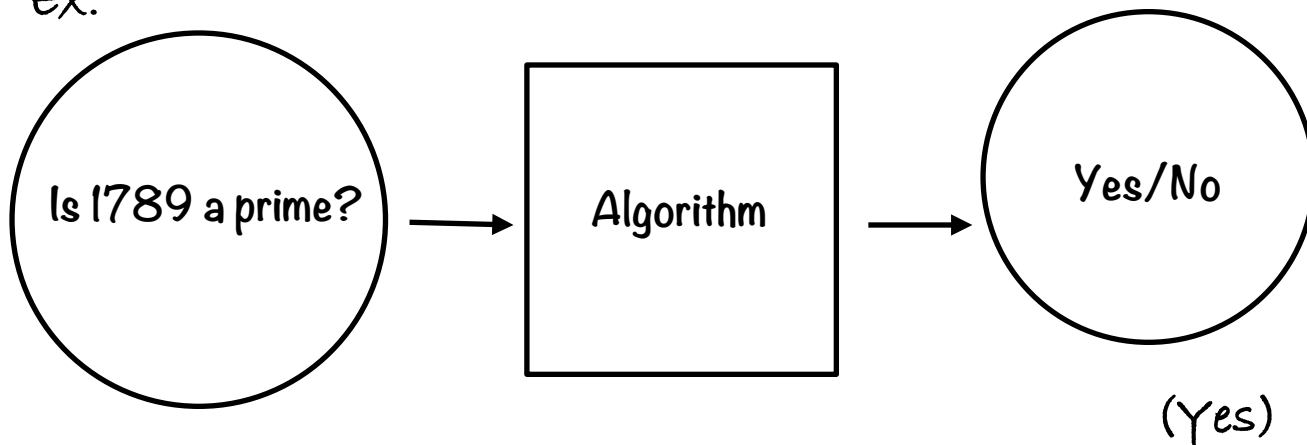 ex:
Is 1789 a prime?
Algorithm
Yes/No
(Yes)